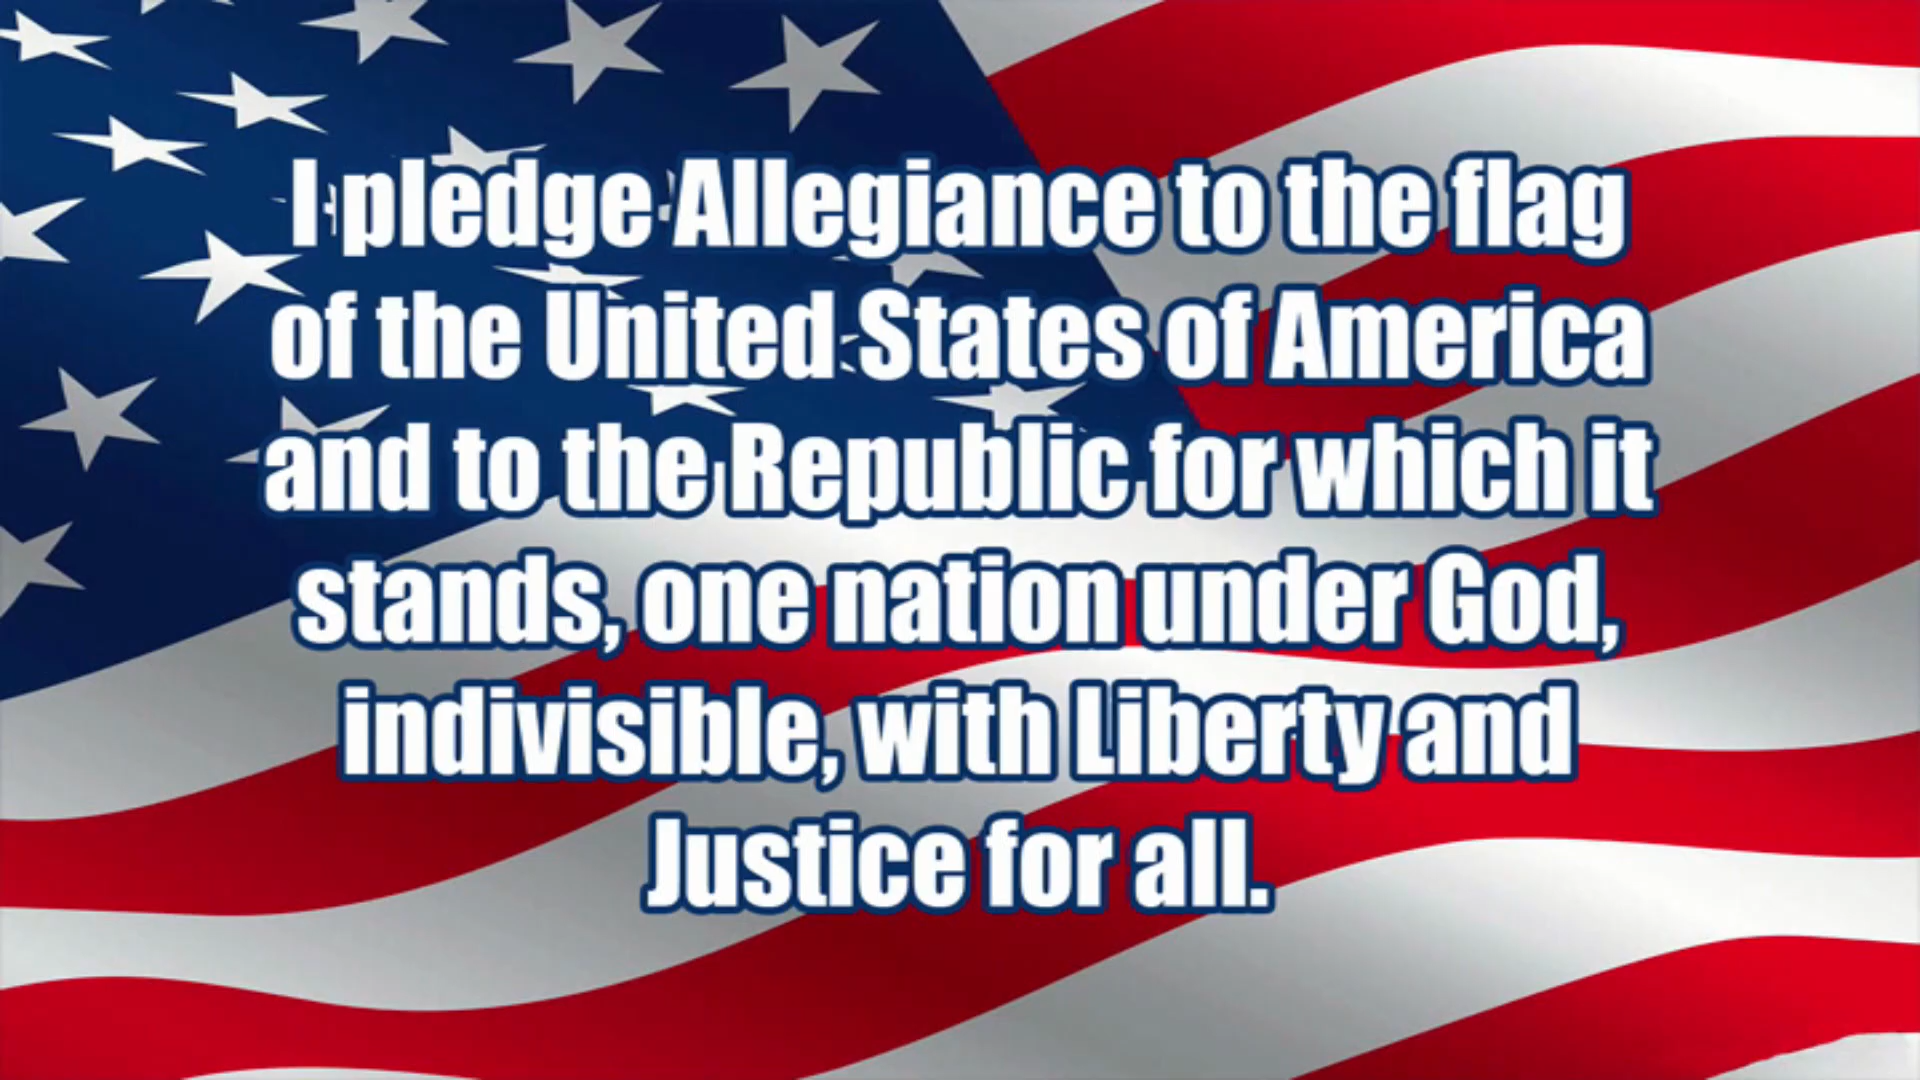 I pledge Allegiance to the flag
of the United States of America
and to the Republic for which it
stands, one nation under God,
indivisible, with Liberty and
Justice for all.